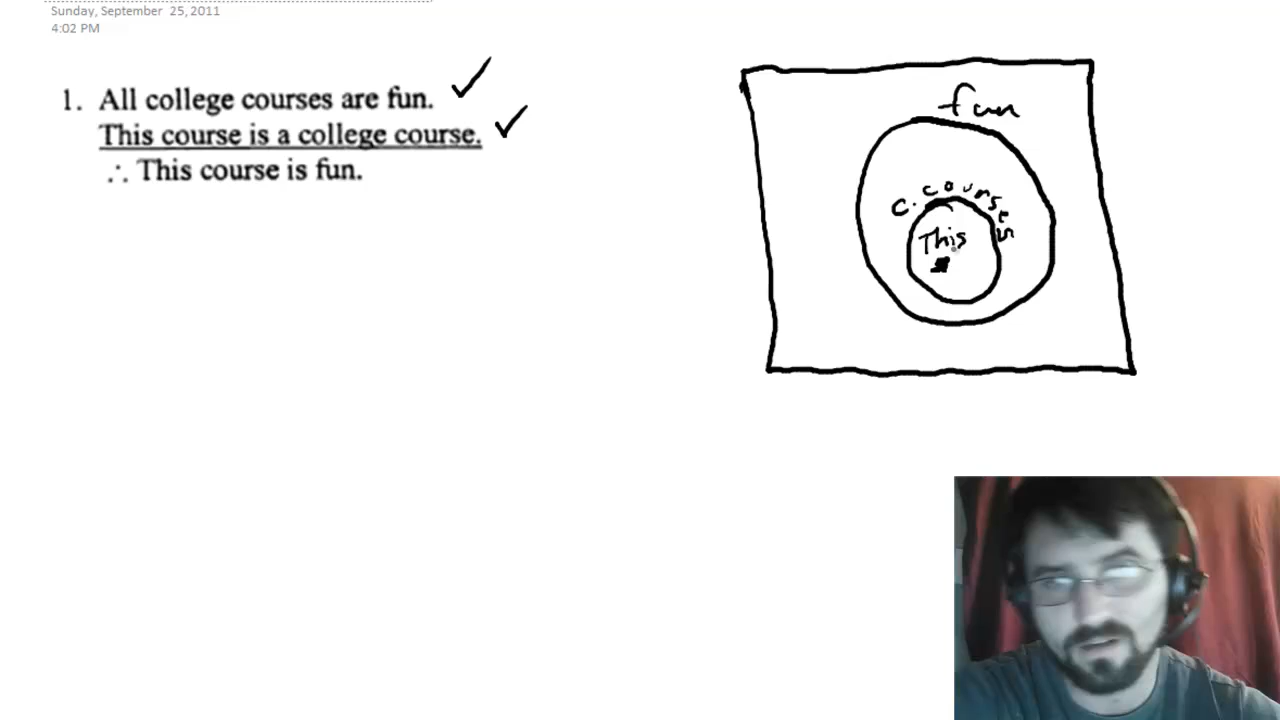 Sunday, September 25, 2011
4:02 PM
1. All college courses are fun.
This course is a college course.
∴ This course is fun.
fun
c. courses
This